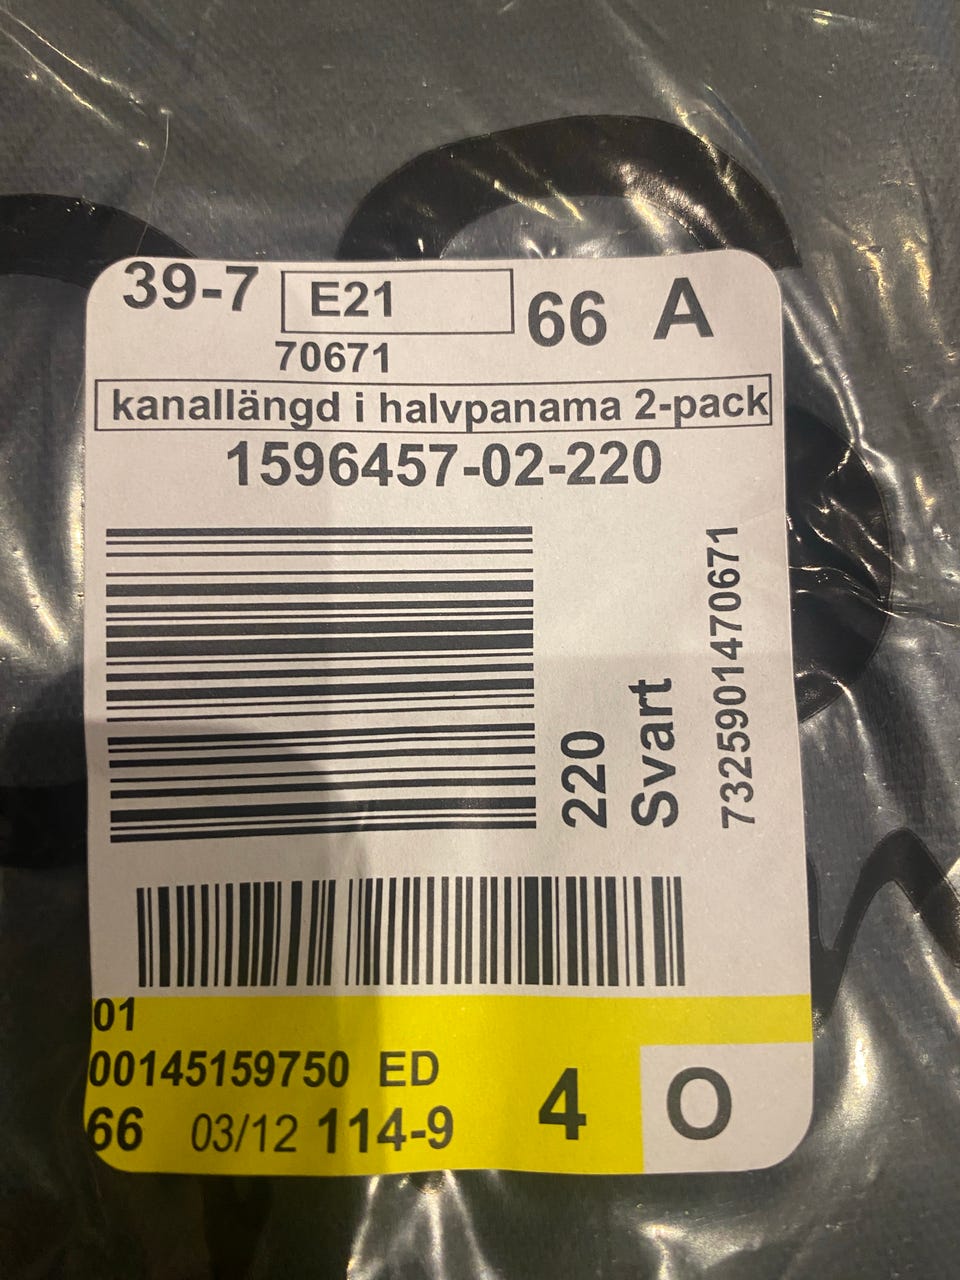 39-7 E21 66 A
70671
kanallängd i halvpanama 2-pack
1596457-02-220
220
Svart
7325901470671
01
00145159750 ED
66 03/12 114-9 4 O